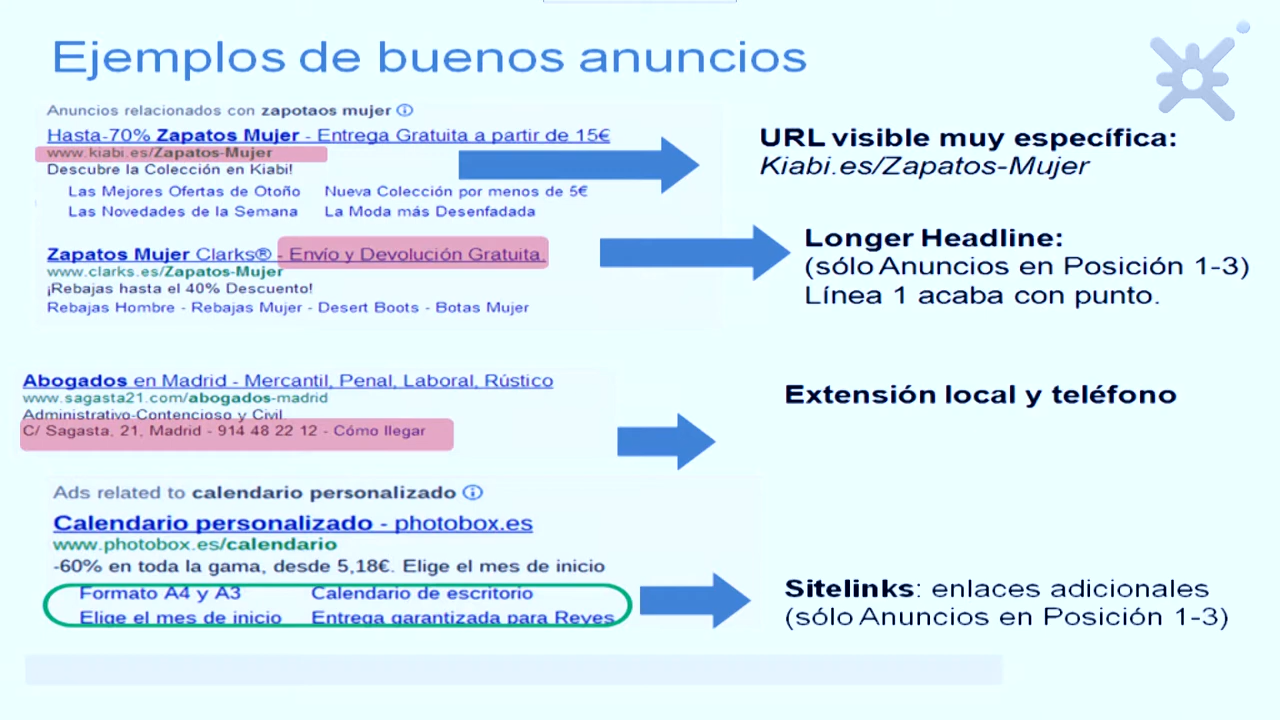 Ejemplos de buenos anuncios
Anuncios relacionados con zapotaos mujer
Hasta-70% Zapatos Mujer - Entrega Gratuita a partir de 15€
www.kiabi.es/Zapatos-Mujer
Descubre la Colección en Kiabi!
Las Mejores Ofertas de Otoño Nueva Colección por menos de 5€
Las Novedades de la Semana La Moda más Desenfadada
URL visible muy específica:
Kiabi.es/Zapatos-Mujer
Zapatos Mujer Clarks® - Envío y Devolución Gratuita.
www.clarks.es/Zapatos-Mujer
¡Rebajas hasta el 40% Descuento!
Rebajas Hombre - Rebajas Mujer - Desert Boots - Botas Mujer
Longer Headline:
(sólo Anuncios en Posición 1-3)
Línea 1 acaba con punto.
Abogados en Madrid - Mercantil, Penal, Laboral, Rústico
www.sagasta21.com/abogados-madrid
Administrativo-Contencioso y Civil
C/ Sagasta, 21, Madrid - 914 48 22 12 - Cómo llegar
Extensión local y teléfono
Ads related to calendario personalizado
Calendario personalizado - photobox.es
www.photobox.es/calendario
-60% en toda la gama, desde 5,18€. Elige el mes de inicio
Formato A4 y A3 Calendario de escritorio
Elige el mes de inicio Entrega garantizada para Reyes
Sitelinks: enlaces adicionales
(sólo Anuncios en Posición 1-3)